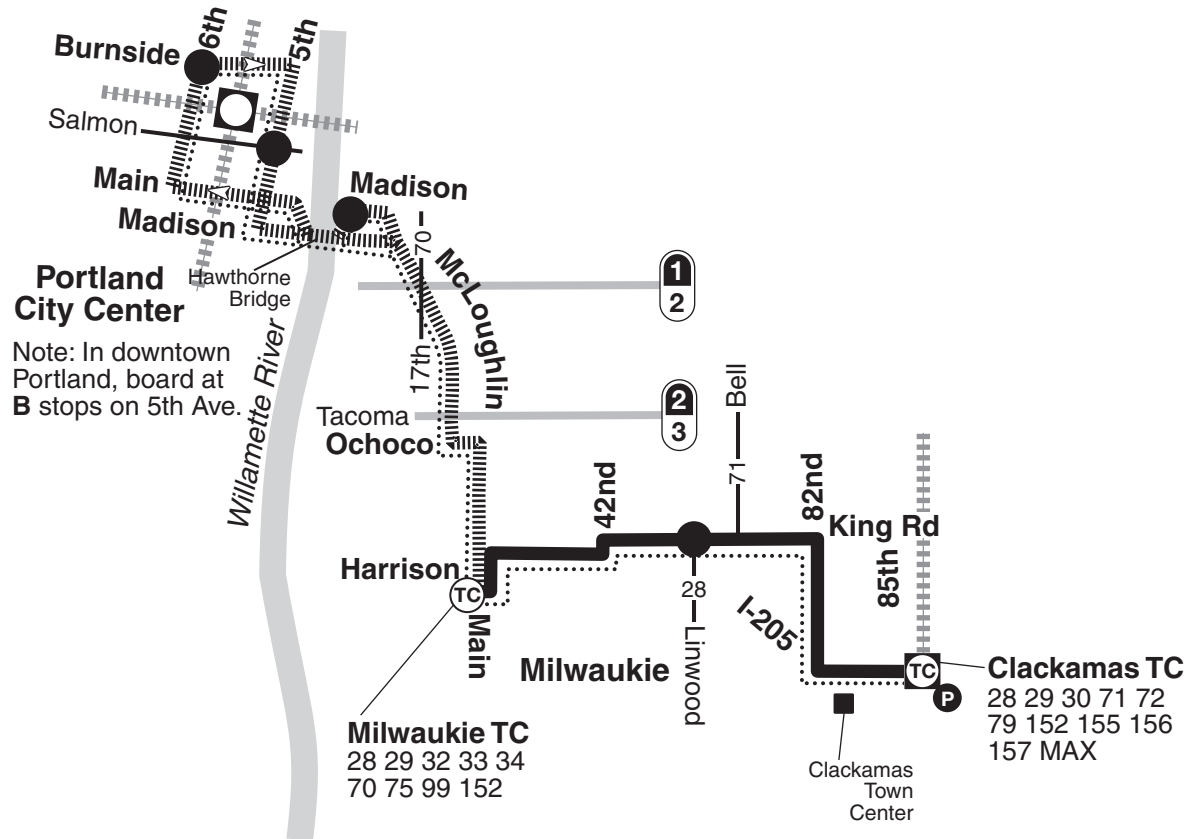 Burnside
6th
5th
Salmon
Main
Madison
Madison
Hawthorne
Bridge
Portland
City Center
Note: In downtown
Portland, board at
B stops on 5th Ave.
Willamette River
70
17th
McLoughlin
1
2
Tacoma
2
3
Ochoco
Bell
71
42nd
82nd
King Rd
85th
Harrison
TC
Main
28
Linwood
I-205
Milwaukie
TC
P
Clackamas TC
28 29 30 71 72
79 152 155 156
157 MAX
Milwaukie TC
28 29 32 33 34
70 75 99 152
Clackamas
Town
Center